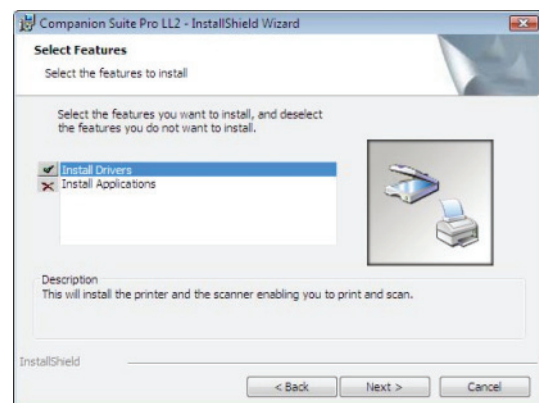 Companion Suite Pro LL2 - InstallShield Wizard
Select Features
Select the features to install
Select the features you want to install, and deselect
the features you do not want to install.
Install Drivers
Install Applications
Description
This will install the printer and the scanner enabling you to print and scan.
InstallShield
< Back Next > Cancel